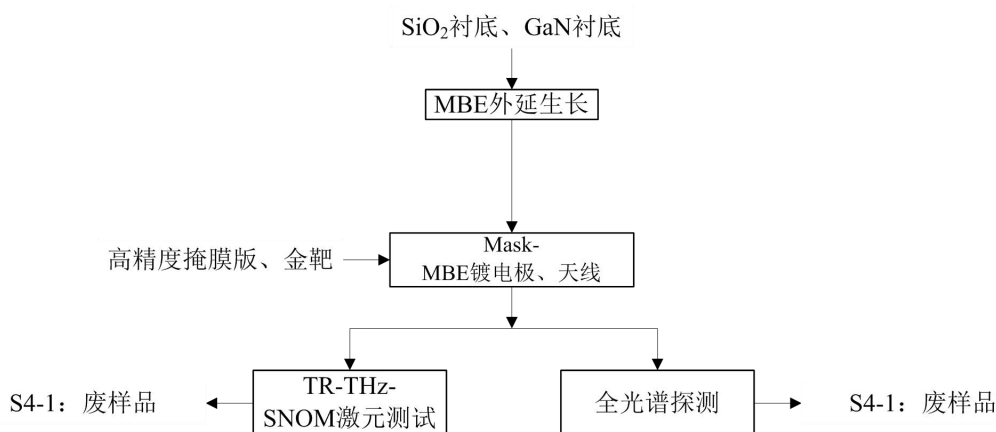 SiO₂衬底、GaN衬底
MBE外延生长
高精度掩膜版、金靶
Mask-
MBE镀电极、天线
S4-1：废样品
TR-THz-
SNOM激元测试
全光谱探测
S4-1：废样品